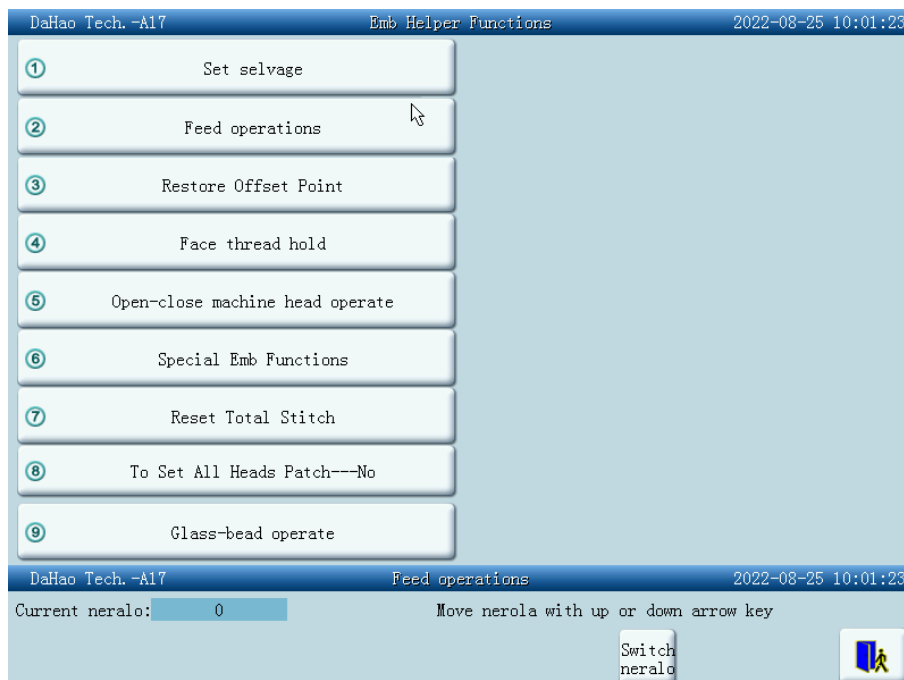 DaHao Tech.-A17 Emb Helper Functions 2022-08-25 10:01:23
① Set selvage
② Feed operations
③ Restore Offset Point
④ Face thread hold
⑤ Open-close machine head operate
⑥ Special Emb Functions
⑦ Reset Total Stitch
⑧ To Set All Heads Patch---No
⑨ Glass-bead operate
DaHao Tech.-A17 Feed operations 2022-08-25 10:01:23
Current neralo: 0 Move nerola with up or down arrow key
Switch
neralo